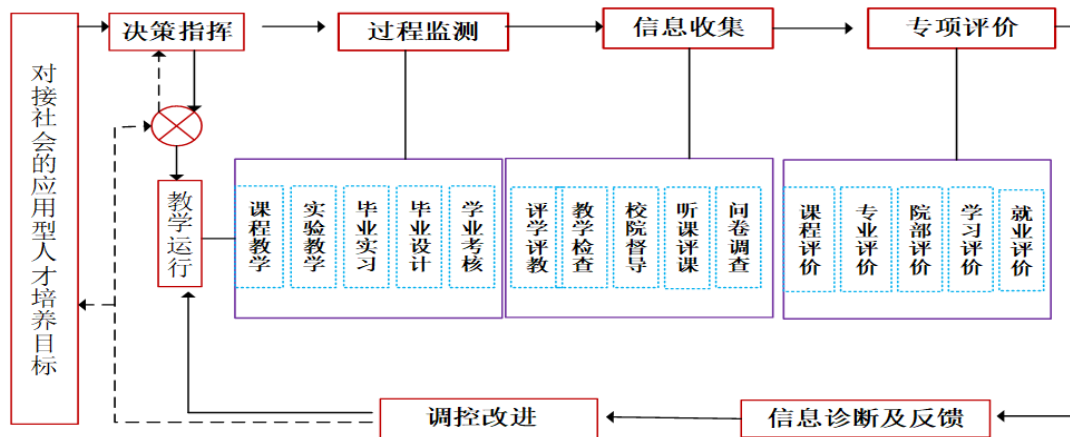 对接社会的应用型人才培养目标
决策指挥
过程监测
信息收集
专项评价
教学运行
课程教学
实验教学
毕业实习
毕业设计
学业考核
评学评教
教学检查
校院督导
听课评课
问卷调查
课程评价
专业评价
院部评价
学习评价
就业评价
调控改进
信息诊断及反馈